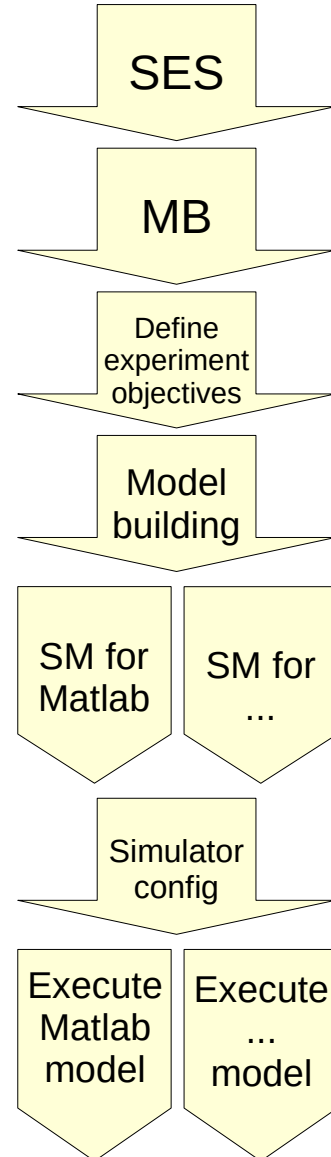 SES
MB
Define
experiment
objectives
Model
building
SM for
Matlab
SM for
...
Simulator
config
Execute
Matlab
model
Execute
...
model